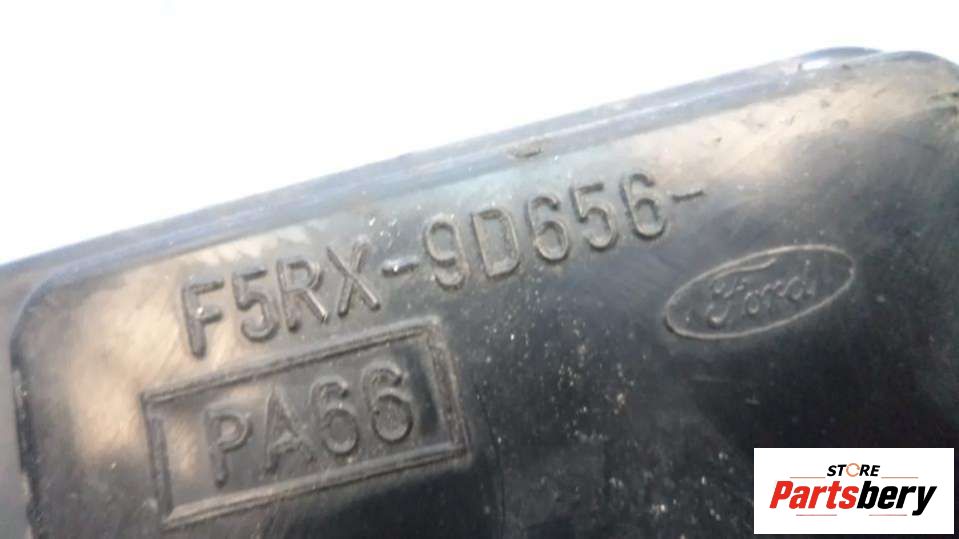 F5RX-9D656-
Ford
PA66
STORE
Partsbery